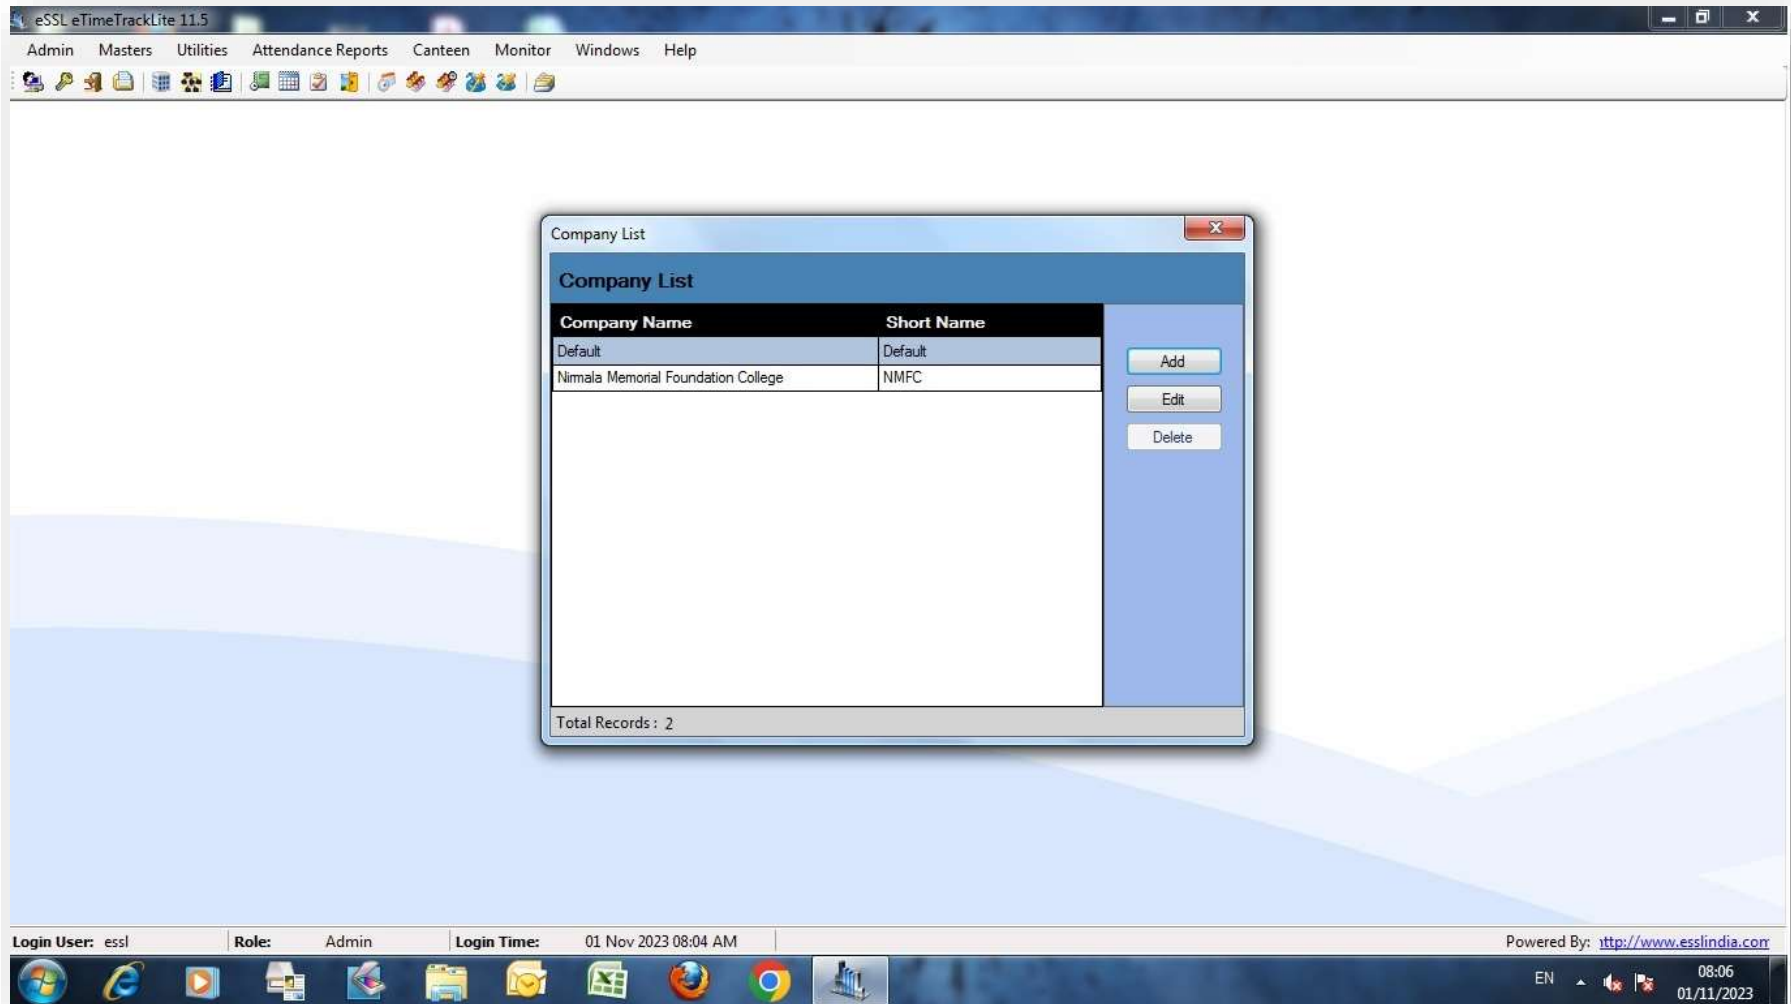 eSSL eTimeTrackLite 11.5
Admin Masters Utilities Attendance Reports Canteen Monitor Windows Help
Company List
Company List
Company Name Short Name
Default Default
Nirmala Memorial Foundation College NMFC
Add
Edit
Delete
Total Records : 2
Login User: essl Role: Admin Login Time: 01 Nov 2023 08:04 AM Powered By: ttp://www.esslindia.com
EN 08:06
01/11/2023